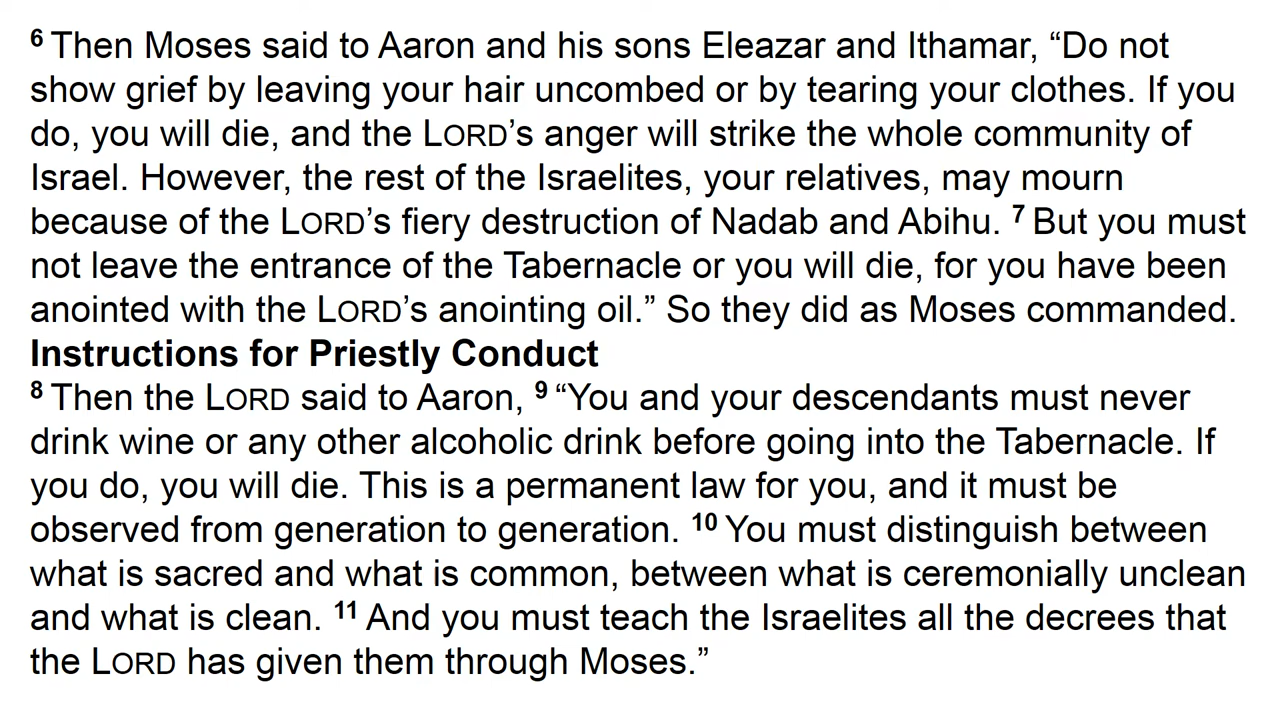 6 Then Moses said to Aaron and his sons Eleazar and Ithamar, “Do not
show grief by leaving your hair uncombed or by tearing your clothes. If you
do, you will die, and the LORD’s anger will strike the whole community of
Israel. However, the rest of the Israelites, your relatives, may mourn
because of the LORD’s fiery destruction of Nadab and Abihu. 7 But you must
not leave the entrance of the Tabernacle or you will die, for you have been
anointed with the LORD’s anointing oil.” So they did as Moses commanded.
Instructions for Priestly Conduct
8 Then the LORD said to Aaron, 9 “You and your descendants must never
drink wine or any other alcoholic drink before going into the Tabernacle. If
you do, you will die. This is a permanent law for you, and it must be
observed from generation to generation. 10 You must distinguish between
what is sacred and what is common, between what is ceremonially unclean
and what is clean. 11 And you must teach the Israelites all the decrees that
the LORD has given them through Moses.”